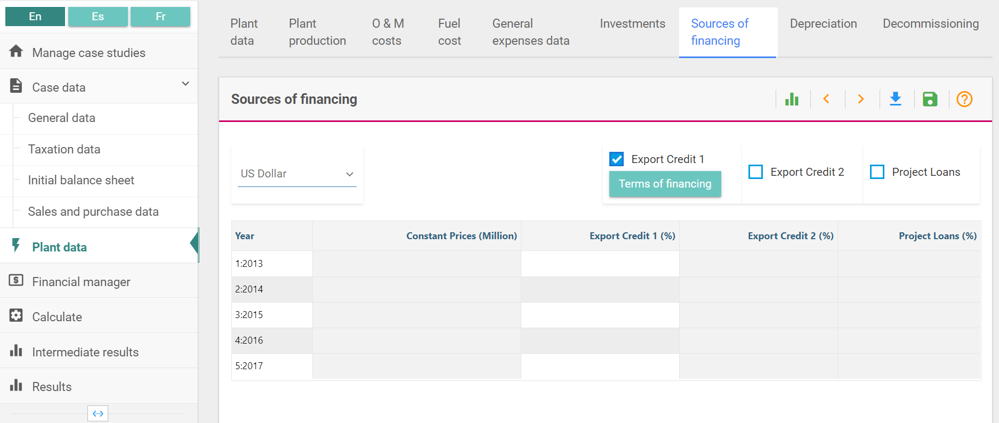 En Es Fr
Manage case studies
Case data
General data
Taxation data
Initial balance sheet
Sales and purchase data
Plant data
Financial manager
Calculate
Intermediate results
Results
Plant
data
Plant
production
O & M
costs
Fuel
cost
General
expenses data
Investments
Sources of
financing
Depreciation
Decommissioning
Sources of financing
US Dollar
Export Credit 1
Terms of financing
Export Credit 2
Project Loans
Year Constant Prices (Million) Export Credit 1 (%) Export Credit 2 (%) Project Loans (%)
1:2013
2:2014
3:2015
4:2016
5:2017